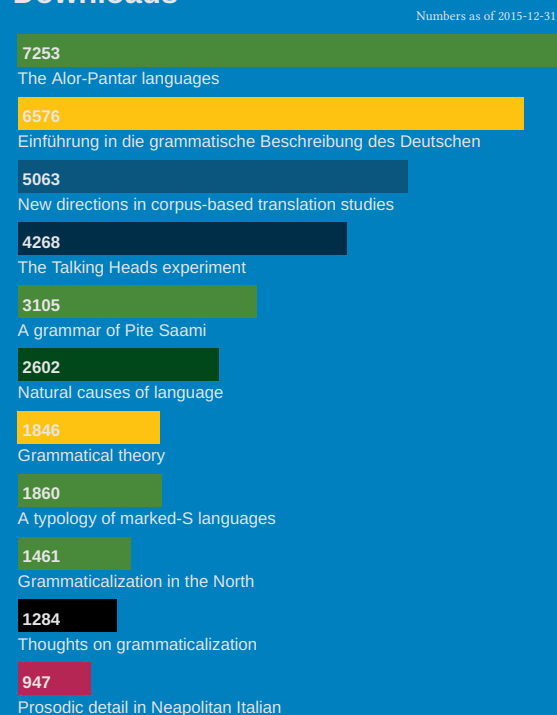 Downloads
Numbers as of 2015-12-31
7253
The Alor-Pantar languages
6576
Einführung in die grammatische Beschreibung des Deutschen
5063
New directions in corpus-based translation studies
4268
The Talking Heads experiment
3105
A grammar of Pite Saami
2602
Natural causes of language
1846
Grammatical theory
1860
A typology of marked-S languages
1461
Grammaticalization in the North
1284
Thoughts on grammaticalization
947
Prosodic detail in Neapolitan Italian